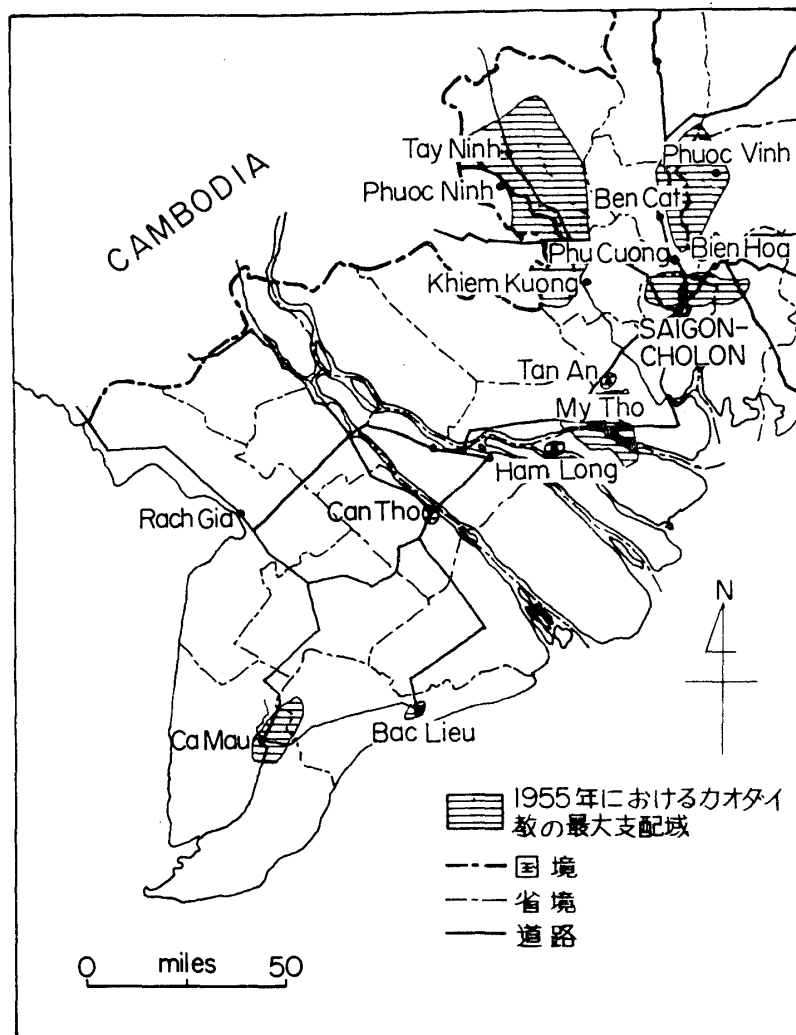 Tay Ninh
Phuoc Vinh
Phuoc Ninh
Ben Cat
CAMBODIA
Phu Cuong
Bien Hoa
Khiem Kuong
SAIGON-
CHOLON
Tan An
My Tho
Ham Long
Rach Gia
Can Tho
N
Ca Mau
Bac Lieu
1955年におけるカオダイ
教の最大支配域
国境
省境
道路
0 miles 50